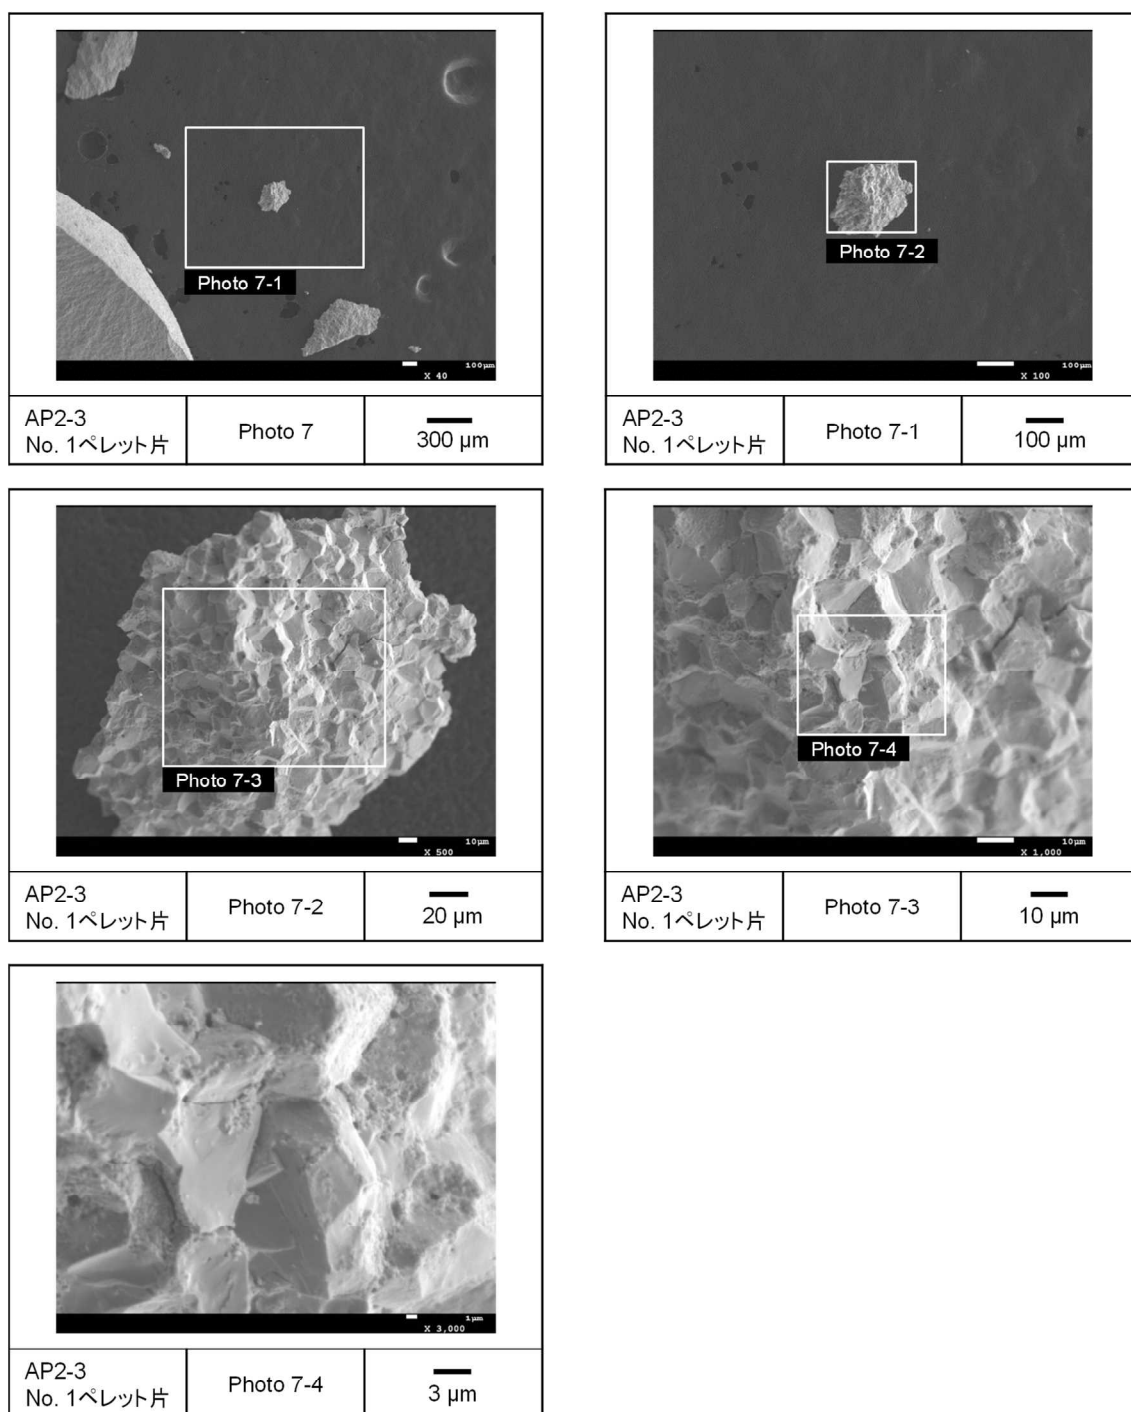 Photo 7-1
100μm
X 40
AP2-3
No. 1ペレット片
Photo 7
300 μm
Photo 7-2
100μm
X 100
AP2-3
No. 1ペレット片
Photo 7-1
100 μm
Photo 7-3
10μm
X 500
AP2-3
No. 1ペレット片
Photo 7-2
20 μm
Photo 7-4
10μm
X 1,000
AP2-3
No. 1ペレット片
Photo 7-3
10 μm
1μm
X 3,000
AP2-3
No. 1ペレット片
Photo 7-4
3 μm